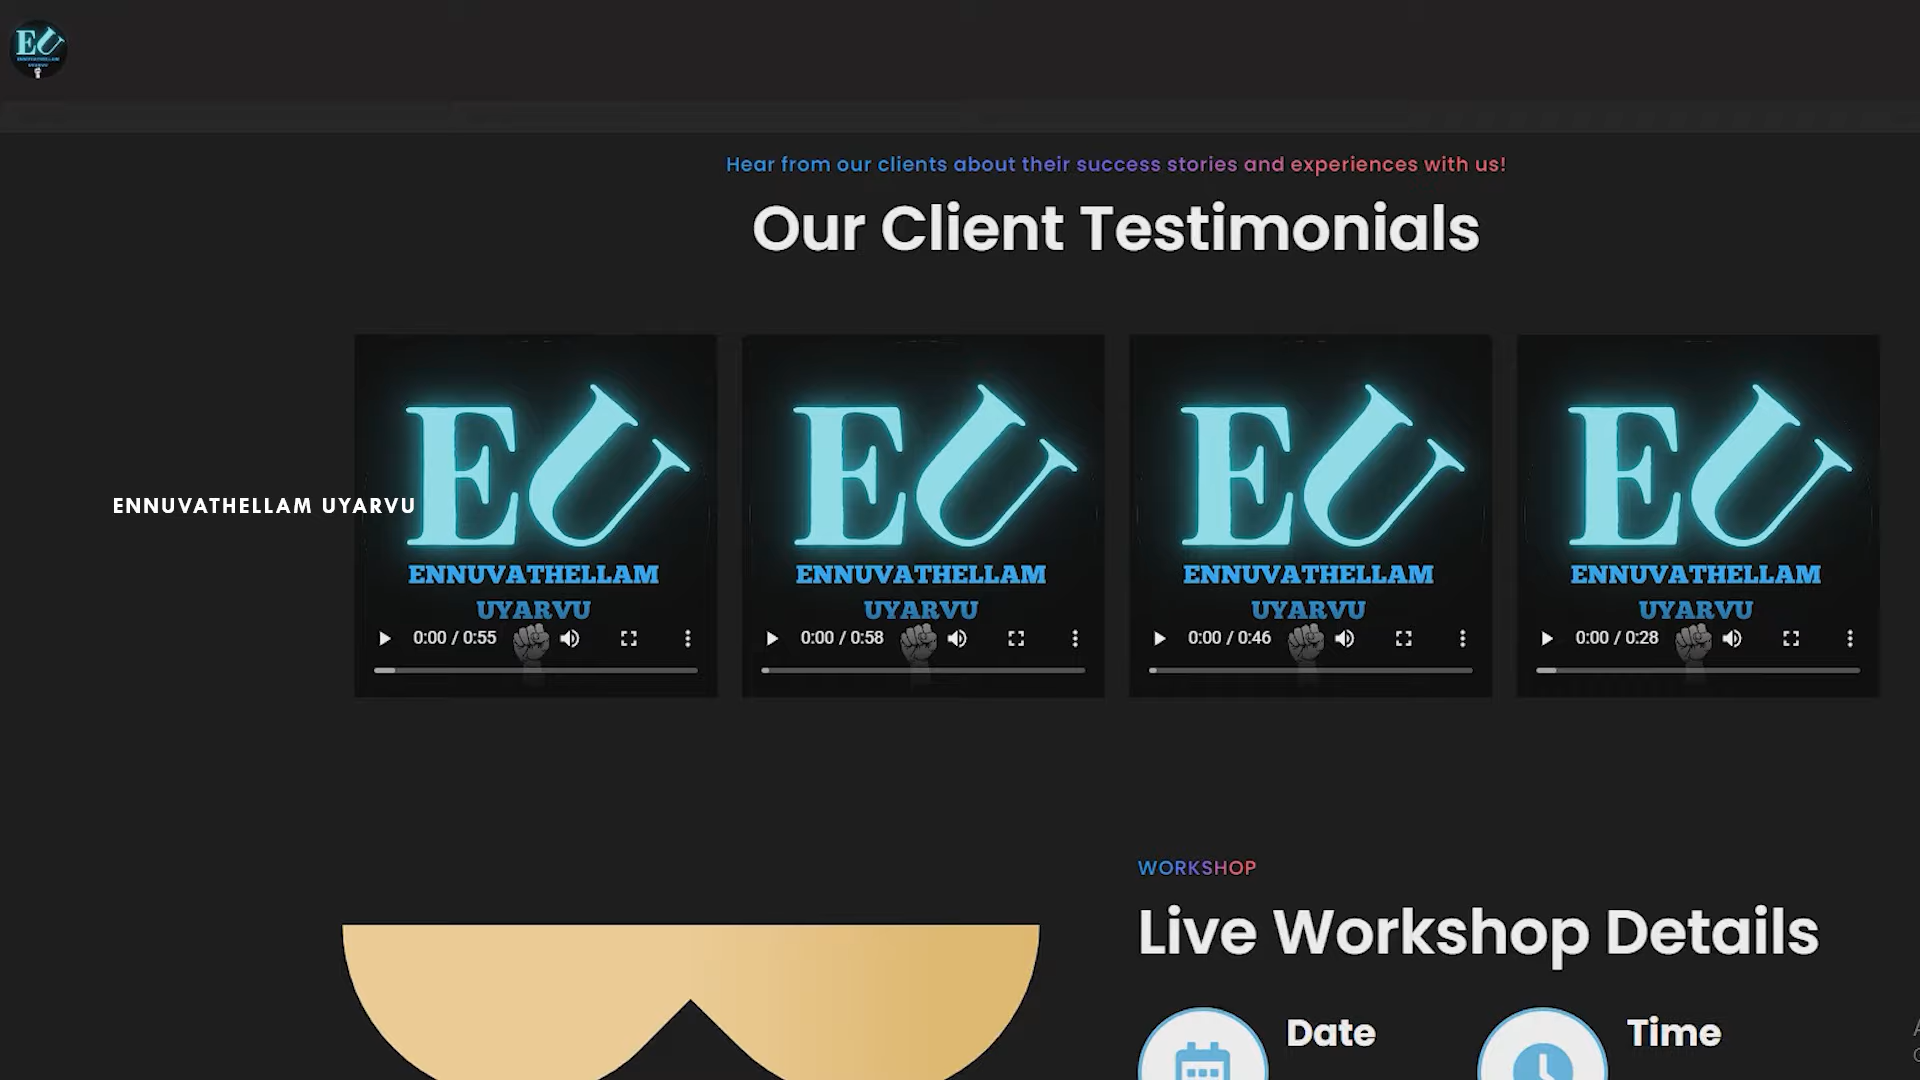 EU
Hear from our clients about their success stories and experiences with us!
Our Client Testimonials
ENNUVATHELLAM UYARVU
EU
ENNUVATHELLAM
UYARVU
0:00 / 0:55
EU
ENNUVATHELLAM
UYARVU
0:00 / 0:58
EU
ENNUVATHELLAM
UYARVU
0:00 / 0:46
EU
ENNUVATHELLAM
UYARVU
0:00 / 0:28
WORKSHOP
Live Workshop Details
Date
Time